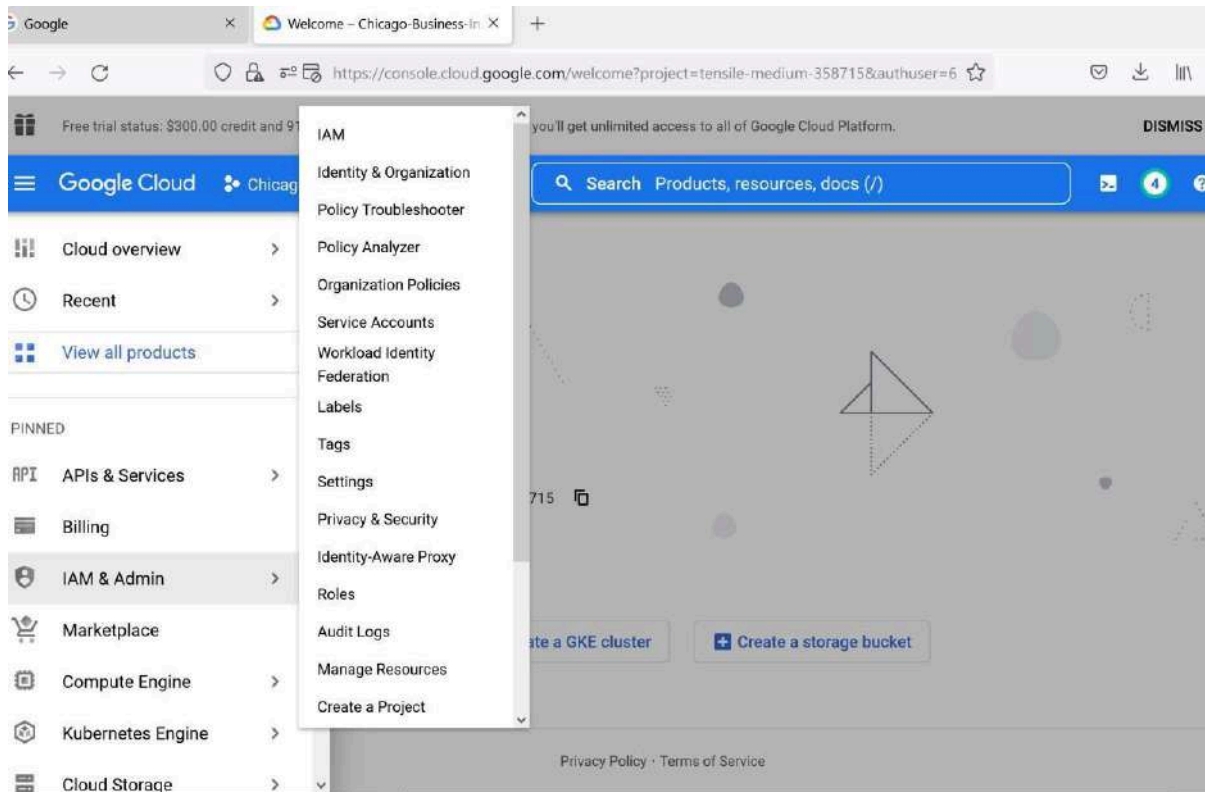 Google
Welcome – Chicago-Business-In
https://console.cloud.google.com/welcome?project=tensile-medium-358715&authuser=6
Free trial status: $300.00 credit and 91
you'll get unlimited access to all of Google Cloud Platform.
DISMISS
Google Cloud
Chicag
Search Products, resources, docs (/)
4
Cloud overview
Recent
View all products
PINNED
API APIs & Services
Billing
IAM & Admin
Marketplace
Compute Engine
Kubernetes Engine
Cloud Storage
IAM
Identity & Organization
Policy Troubleshooter
Policy Analyzer
Organization Policies
Service Accounts
Workload Identity
Federation
Labels
Tags
Settings
Privacy & Security
Identity-Aware Proxy
Roles
Audit Logs
Manage Resources
Create a Project
715
ate a GKE cluster
Create a storage bucket
Privacy Policy · Terms of Service